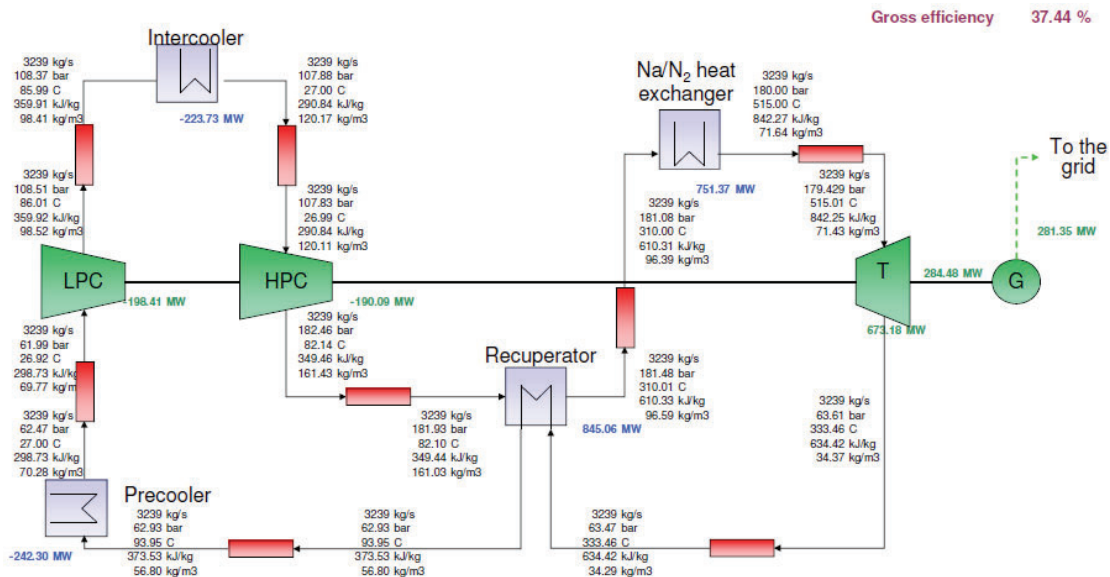 Gross efficiency 37.44 %
Intercooler
3239 kg/s
108.37 bar
85.99 C
359.91 kJ/kg
98.41 kg/m3
-223.73 MW
3239 kg/s
107.88 bar
27.00 C
290.84 kJ/kg
120.17 kg/m3
Na/N2 heat
exchanger
751.37 MW
3239 kg/s
180.00 bar
515.00 C
842.27 kJ/kg
71.64 kg/m3
To the
grid
3239 kg/s
108.51 bar
86.01 C
359.92 kJ/kg
98.52 kg/m3
3239 kg/s
107.83 bar
26.99 C
290.84 kJ/kg
120.11 kg/m3
3239 kg/s
181.08 bar
310.00 C
610.31 kJ/kg
96.39 kg/m3
3239 kg/s
179.429 bar
515.01 C
842.25 kJ/kg
71.43 kg/m3
281.35 MW
LPC
-198.41 MW
HPC
-190.09 MW
T
284.48 MW
G
673.18 MW
3239 kg/s
61.99 bar
26.92 C
298.73 kJ/kg
69.77 kg/m
3239 kg/s
182.46 bar
82.14 C
349.46 kJ/kg
161.43 kg/m3
Recuperator
845.06 MW
3239 kg/s
181.48 bar
310.01 C
610.33 kJ/kg
96.59 kg/m3
3239 kg/s
62.47 bar
27.00 C
298.73 kJ/kg
70.28 kg/m3
3239 kg/s
181.93 bar
82.10 C
349.44 kJ/kg
161.03 kg/m3
3239 kg/s
63.61 bar
333.46 C
634.42 kJ/kg
34.37 kg/m3
Precooler
-242.30 MW
3239 kg/s
62.93 bar
93.95 C
373.53 kJ/kg
56.80 kg/m3
3239 kg/s
62.93 bar
93.95 C
373.53 kJ/kg
56.80 kg/m3
3239 kg/s
63.47 bar
333.46 C
634.42 kJ/kg
34.29 kg/m3